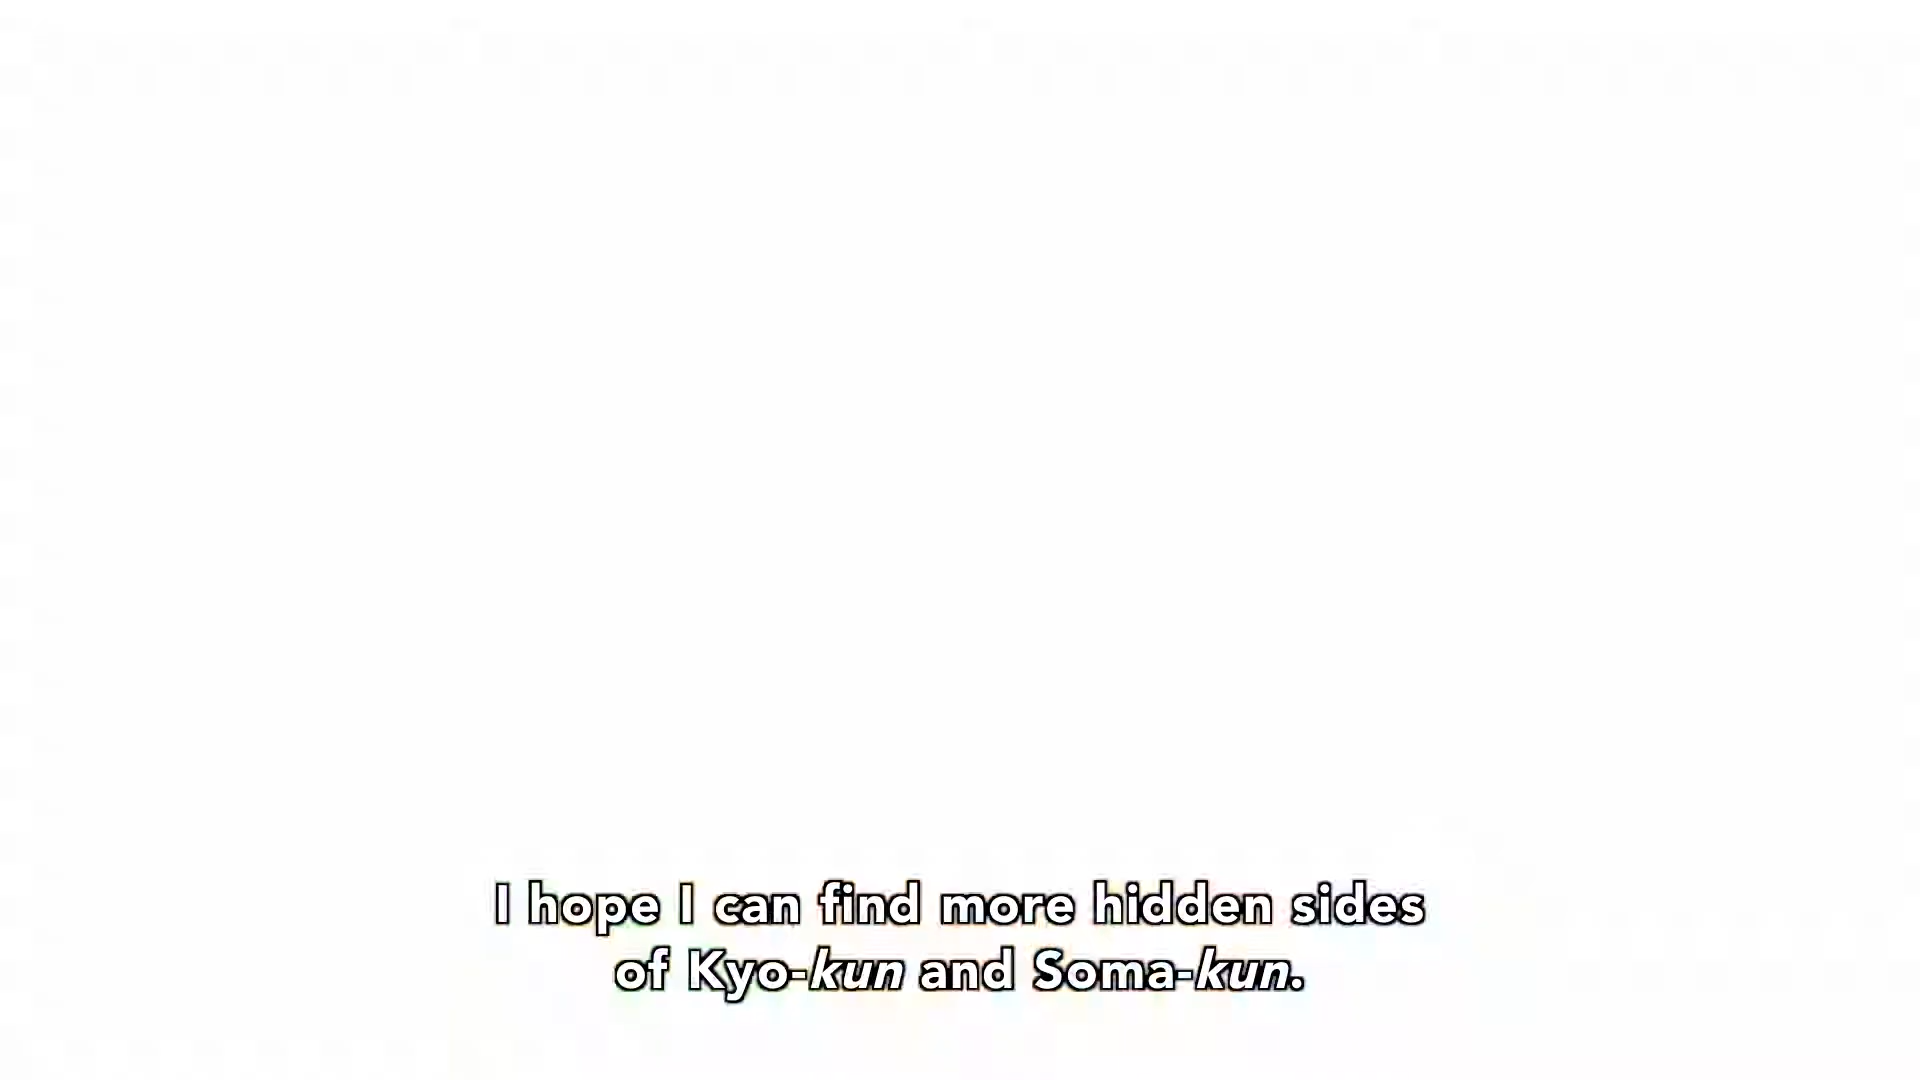 I hope I can find more hidden sides
of Kyo-kun and Soma-kun.